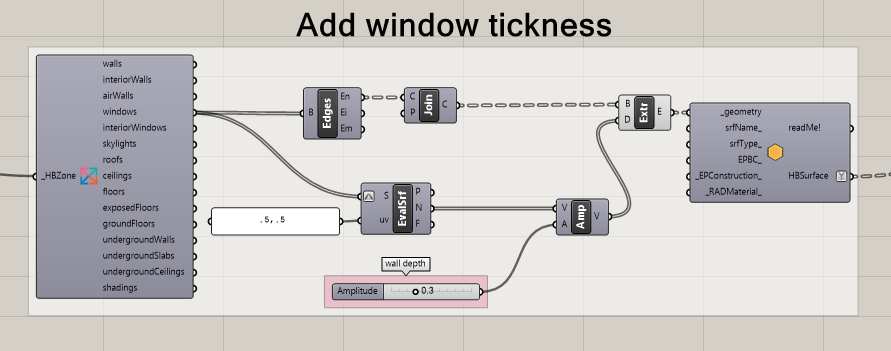 Add window tickness
_HBZone
walls
interiorWalls
airWalls
windows
interiorWindows
skylights
roofs
ceilings
floors
exposedFloors
groundFloors
undergroundWalls
undergroundSlabs
undergroundCeilings
shadings
B
Edges
En
Ei
Em
C
P
Join
C
B
D
Extr
E
_geometry
srfName_
srfType_
EPBC_
_EPConstruction_
_RADMaterial_
readMe!
HBSurface
.5,.5
S
uv
EvalSrf
P
N
F
V
A
Amp
V
wall depth
Amplitude
0.3